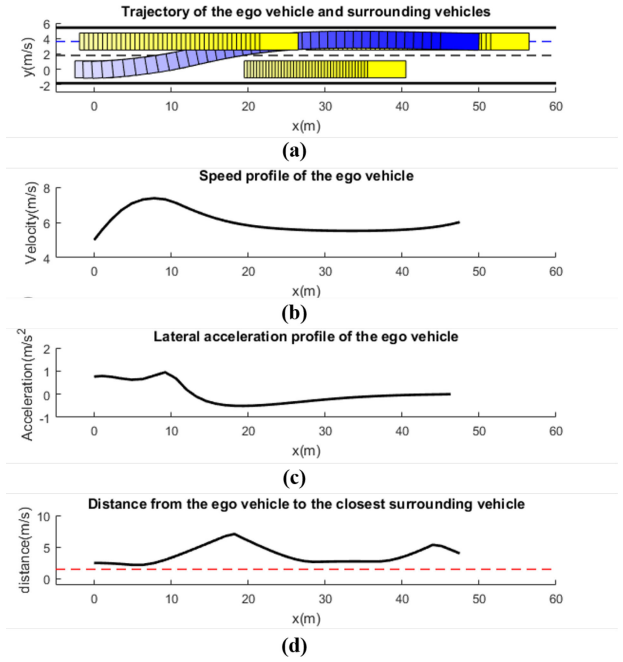 Trajectory of the ego vehicle and surrounding vehicles
y(m/s)
6
4
2
0
-2
0 10 20 30 40 50 60
x(m)
(a)
Speed profile of the ego vehicle
Velocity(m/s)
8
6
4
0 10 20 30 40 50 60
x(m)
(b)
Lateral acceleration profile of the ego vehicle
Acceleration(m/s2
2
1
0
-1
0 10 20 30 40 50 60
x(m)
(c)
Distance from the ego vehicle to the closest surrounding vehicle
distance(m/s)
10
5
0
0 10 20 30 40 50 60
x(m)
(d)